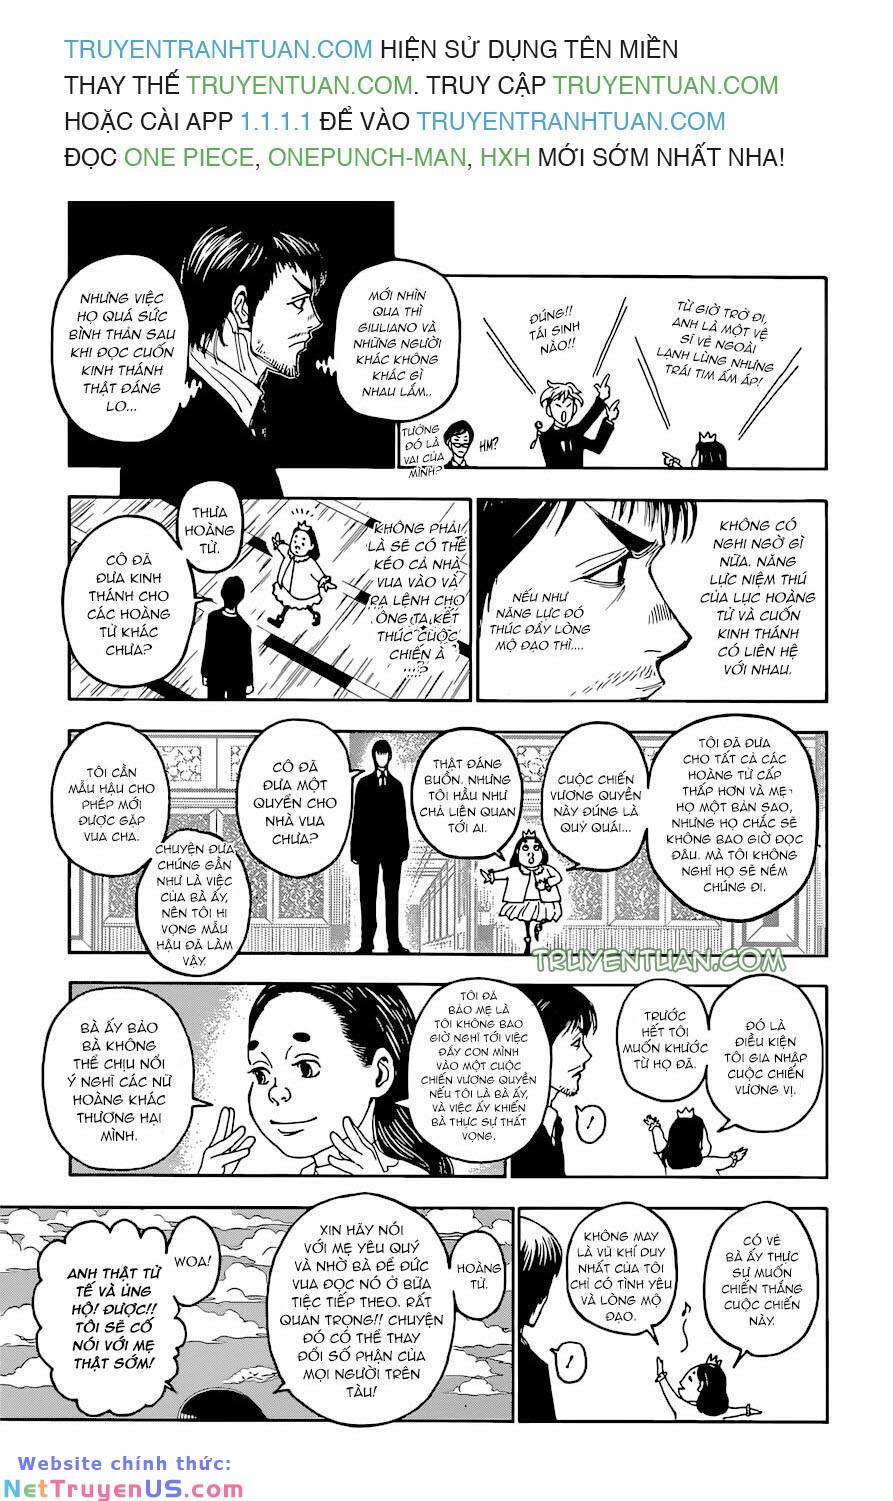 TRUYENTRANHTUAN.COM HIỆN SỬ DỤNG TÊN MIỀN
THAY THẾ TRUYENTUAN.COM. TRUY CẬP TRUYENTUAN.COM
HOẶC CÀI APP 1.1.1.1 ĐỂ VÀO TRUYENTRANHTUAN.COM
ĐỌC ONE PIECE, ONEPUNCH-MAN, HXH MỚI SỚM NHẤT NHA!
TỪ GIỜ TRỞ ĐI,
ANH LÀ MỘT VỆ
SĨ VẺ NGOÀI
LẠNH LÙNG NHƯNG
TRÁI TIM ẤM ÁP!
ĐÚNG!!
TÁI SINH
NÀO!!
HM?
TƯỞNG
ĐÓ LÀ
VAI CỦA
MÌNH?
MỚI NHÌN
QUA THÌ
GIULIANO VÀ
NHỮNG NGƯỜI
KHÁC KHÔNG
KHÁC GÌ
NHAU LẮM..
NHƯNG VIỆC
HỌ QUÁ SỨC
BÌNH THẢN SAU
KHI ĐỌC CUỐN
KINH THÁNH
THẬT ĐÁNG
LO...
KHÔNG CÓ
NGHI NGỜ GÌ
NỮA. NĂNG
LỰC NIỆM THÚ
CỦA LỤC HOÀNG
TỬ VÀ CUỐN
KINH THÁNH
CÓ LIÊN HỆ
VỚI NHAU.
NẾU NHƯ
NĂNG LỰC ĐÓ
THÚC ĐẨY LÒNG
MỘ ĐẠO THÌ....
KHÔNG PHẢI
LÀ SẼ CÓ THỂ
KÉO CẢ NHÀ
VUA VÀO VÀ
RA LỆNH CHO
ÔNG TA KẾT
THÚC CUỘC
CHIẾN À
....?
THƯA
HOÀNG
TỬ.
CÔ ĐÃ
ĐƯA KINH
THÁNH CHO
CÁC HOÀNG
TỬ KHÁC
CHƯA?
TÔI ĐÃ ĐƯA
CHO TẤT CẢ CÁC
HOÀNG TỬ CẤP
THẤP HƠN VÀ MẸ
HỌ MỘT BẢN SAO,
NHƯNG HỌ CHẮC SẼ
KHÔNG BAO GIỜ ĐỌC
ĐÂU. MÀ TÔI KHÔNG
NGHĨ HỌ SẼ NÉM
CHÚNG ĐI.
CUỘC CHIẾN
VƯƠNG QUYỀN
NÀY ĐÚNG LÀ
QUỶ QUÁI...
THẬT ĐÁNG
BUỒN. NHƯNG
TÔI HẦU NHƯ
CHẢ LIÊN QUAN
TỚI AI.
CÔ ĐÃ
ĐƯA MỘT
QUYỂN CHO
NHÀ VUA
CHƯA?
TÔI CẦN
MẪU HẬU CHO
PHÉP MỚI
ĐƯỢC GẶP
VUA CHA.
CHUYỆN ĐƯA
CHÚNG GẦN
NHƯ LÀ VIỆC
CỦA BÀ ẤY,
NÊN TÔI HI
VỌNG MẪU
HẬU ĐÃ LÀM
VẬY.
TRUYENTUAN.COM
ĐÓ LÀ
ĐIỀU KIỆN
TÔI GIA NHẬP
CUỘC CHIẾN
VƯƠNG VỊ.
TRƯỚC
HẾT TÔI
MUỐN KHƯỚC
TỪ HỌ ĐÃ.
!
TÔI ĐÃ
BẢO MẸ LÀ
TÔI KHÔNG BAO
GIỜ NGHĨ TỚI VIỆC
ĐẨY CON MÌNH
VÀO MỘT CUỘC
CHIẾN VƯƠNG QUYỀN
NẾU TÔI LÀ BÀ ẤY,
VÀ VIỆC ẤY KHIẾN
BÀ THỰC SỰ THẤT
VỌNG.
BÀ ẤY BẢO
BÀ KHÔNG
THỂ CHỊU NỔI
Ý NGHĨ CÁC NỮ
HOÀNG KHÁC
THƯƠNG HẠI
MÌNH.
CÓ VẺ
BÀ ẤY THỰC
SỰ MUỐN
CHIẾN THẮNG
CUỘC CHIẾN
NÀY.
KHÔNG MAY
LÀ VŨ KHÍ DUY
NHẤT CỦA TÔI
CHỈ CÓ TÌNH YÊU
VÀ LÒNG MỘ
ĐẠO.
!
HOÀNG
TỬ.
XIN HÃY NÓI
VỚI MẸ YÊU QUÝ
VÀ NHỜ BÀ ĐỂ ĐỨC
VUA ĐỌC NÓ Ở BỮA
TIỆC TIẾP THEO. RẤT
QUAN TRỌNG!! CHUYỆN
ĐÓ CÓ THỂ THAY
ĐỔI SỐ PHẬN CỦA
MỌI NGƯỜI TRÊN
TÀU!
WOA!
ANH THẬT TỬ
TẾ VÀ ỦNG
HỘ! ĐƯỢC!!
TÔI SẼ CỐ
NÓI VỚI MẸ
THẬT SỚM!
Website chính thức:
NetTruyenUS.com